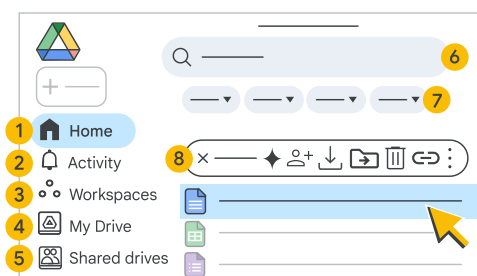 6
7
1 Home
8
2 Activity
3 Workspaces
4 My Drive
5 Shared drives